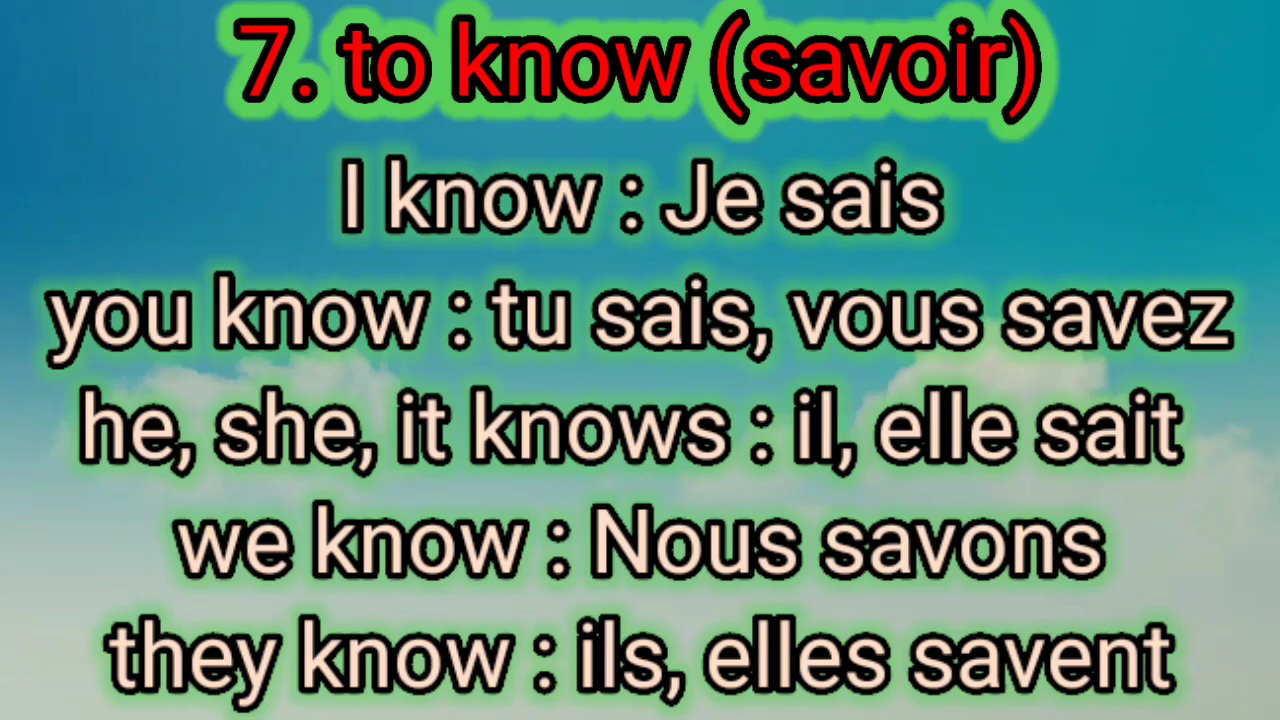 7. to know (savoir)
I know : Je sais
you know : tu sais, vous savez
he, she, it knows : il, elle sait
we know : Nous savons
they know : ils, elles savent